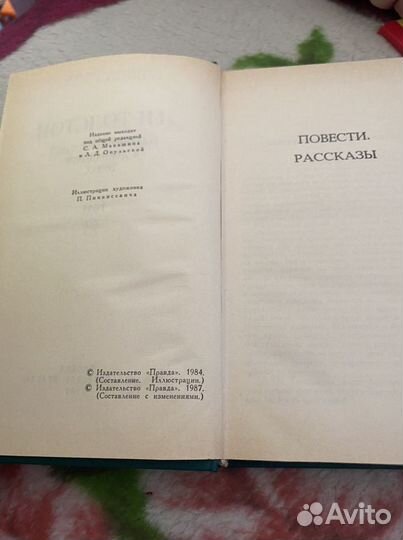 Издание выходит
под общей редакцией
С. А. Макашина
и Л. Д. Опульской
Иллюстрации художника
П. Пинкисевича
© Издательство «Правда». 1984.
(Составление. Иллюстрации.)
© Издательство «Правда». 1987.
(Составление с изменениями.)
ПОВЕСТИ.
РАССКАЗЫ
Avito